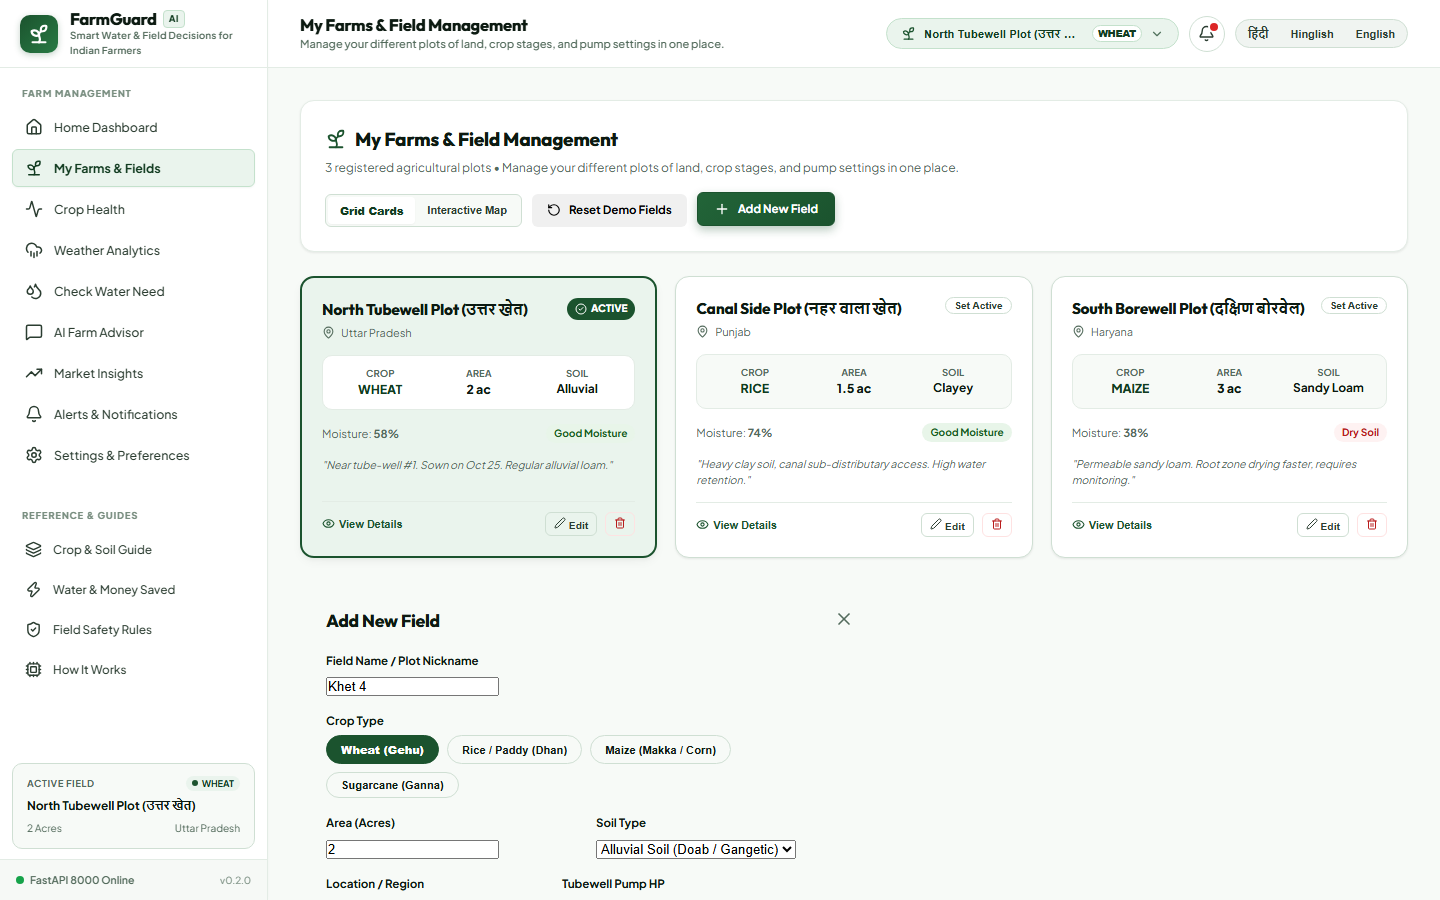 FarmGuard AI
Smart Water & Field Decisions for
Indian Farmers
FARM MANAGEMENT
Home Dashboard
My Farms & Fields
Crop Health
Weather Analytics
Check Water Need
AI Farm Advisor
Market Insights
Alerts & Notifications
Settings & Preferences
REFERENCE & GUIDES
Crop & Soil Guide
Water & Money Saved
Field Safety Rules
How It Works
ACTIVE FIELD WHEAT
North Tubewell Plot (उत्तर खेत)
2 Acres Uttar Pradesh
FastAPI 8000 Online v0.2.0
My Farms & Field Management
Manage your different plots of land, crop stages, and pump settings in one place.
North Tubewell Plot (उत्तर ... WHEAT
हिंदी Hinglish English
My Farms & Field Management
3 registered agricultural plots • Manage your different plots of land, crop stages, and pump settings in one place.
Grid Cards Interactive Map Reset Demo Fields Add New Field
North Tubewell Plot (उत्तर खेत) ACTIVE
Uttar Pradesh
CROP AREA SOIL
WHEAT 2 ac Alluvial
Moisture: 58% Good Moisture
"Near tube-well #1. Sown on Oct 25. Regular alluvial loam."
View Details Edit
Canal Side Plot (नहर वाला खेत) Set Active
Punjab
CROP AREA SOIL
RICE 1.5 ac Clayey
Moisture: 74% Good Moisture
"Heavy clay soil, canal sub-distributary access. High water
retention."
View Details Edit
South Borewell Plot (दक्षिण बोरवेल) Set Active
Haryana
CROP AREA SOIL
MAIZE 3 ac Sandy Loam
Moisture: 38% Dry Soil
"Permeable sandy loam. Root zone drying faster, requires
monitoring."
View Details Edit
Add New Field
Field Name / Plot Nickname
Khet 4
Crop Type
Wheat (Gehu) Rice / Paddy (Dhan) Maize (Makka / Corn)
Sugarcane (Ganna)
Area (Acres) Soil Type
2 Alluvial Soil (Doab / Gangetic)
Location / Region Tubewell Pump HP